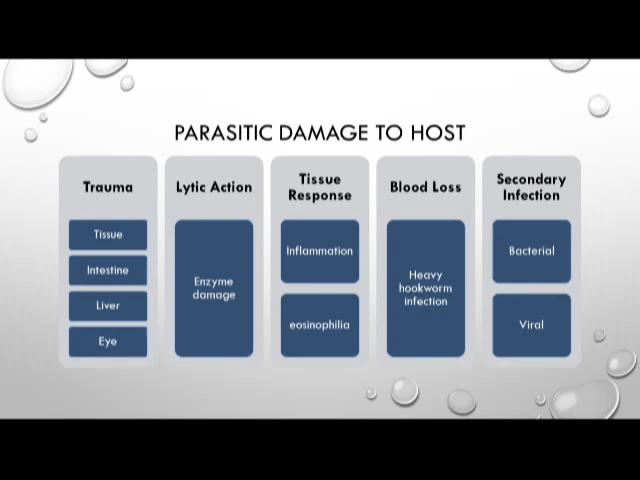 PARASITIC DAMAGE TO HOST
Trauma
Tissue
Intestine
Liver
Eye
Lytic Action
Enzyme
damage
Tissue
Response
Inflammation
eosinophilia
Blood Loss
Heavy
hookworm
infection
Secondary
Infection
Bacterial
Viral